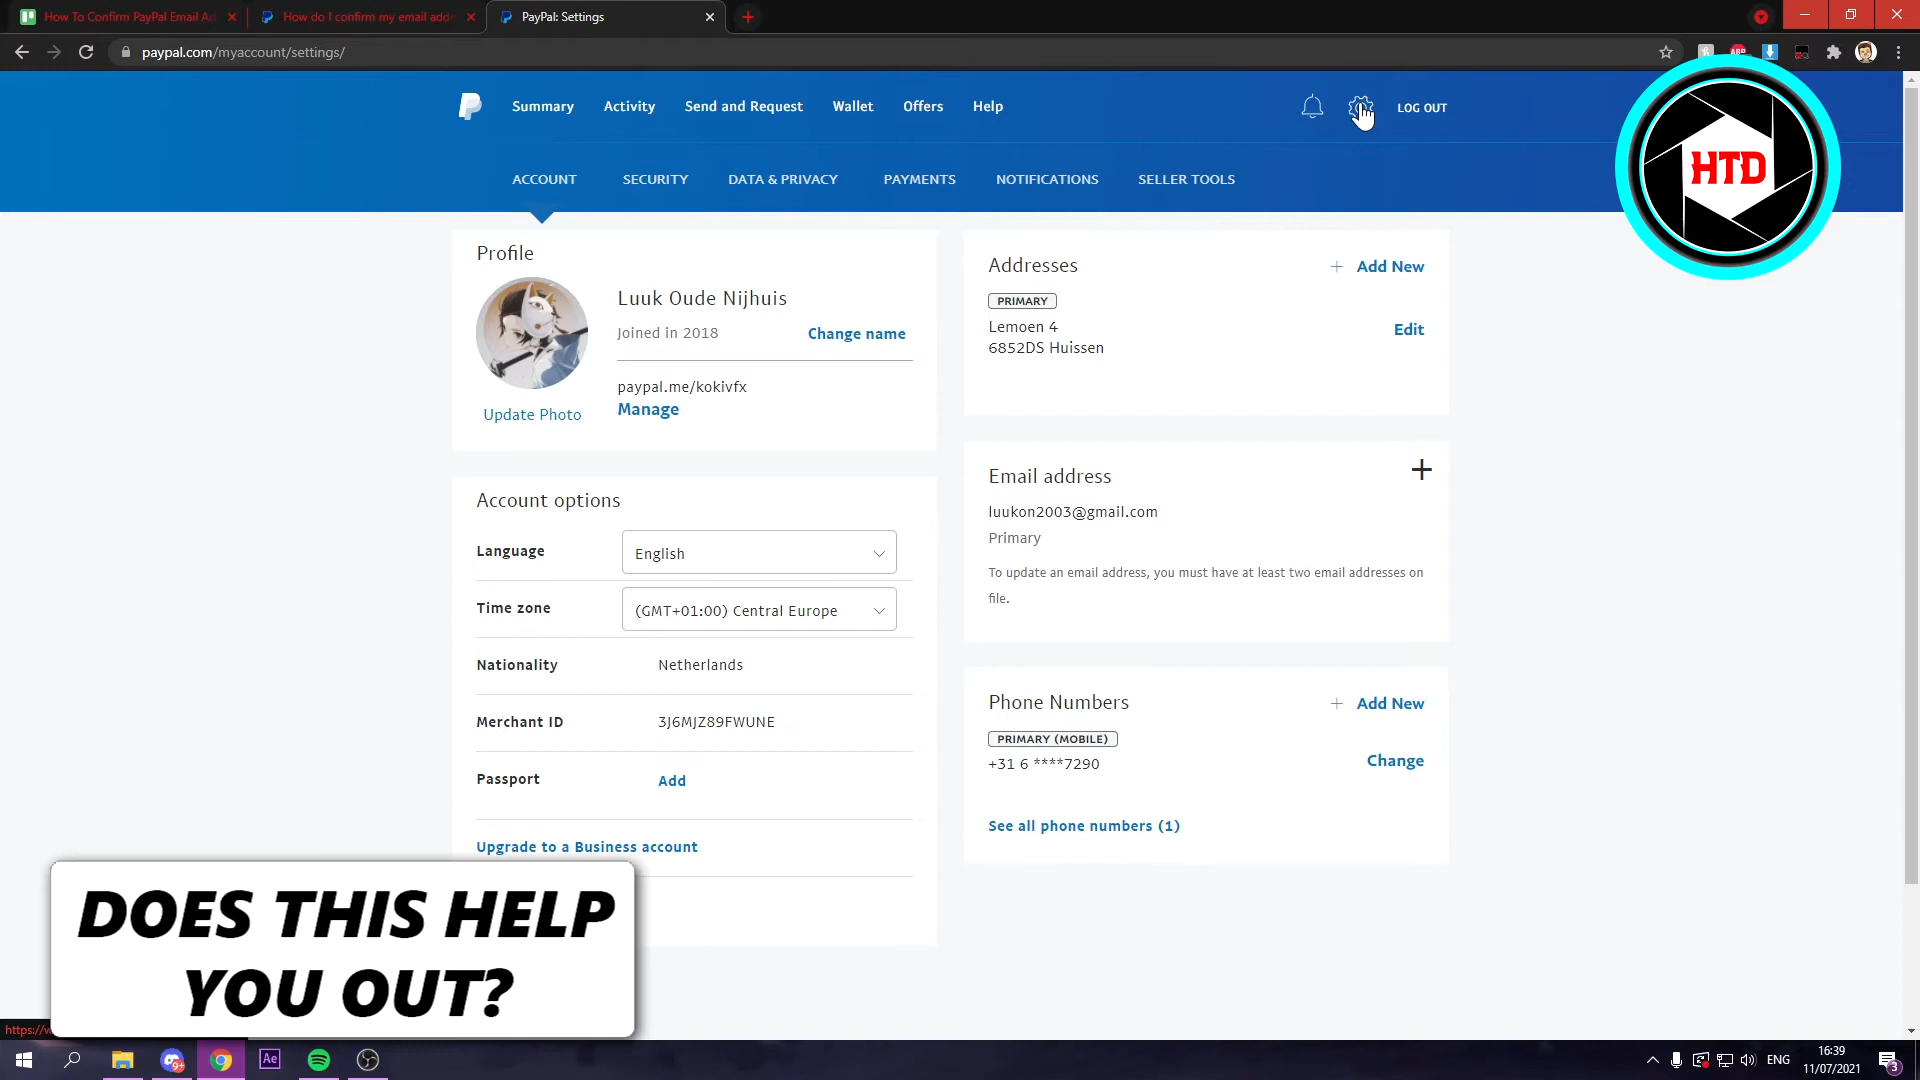 How To Confirm PayPal Email Ad
How do I confirm my email addr
PayPal: Settings
paypal.com/myaccount/settings/
ABP
Summary
Activity
Send and Request
Wallet
Offers
Help
LOG OUT
HTD
ACCOUNT
SECURITY
DATA & PRIVACY
PAYMENTS
NOTIFICATIONS
SELLER TOOLS
Profile
Luuk Oude Nijhuis
Joined in 2018
Change name
paypal.me/kokivfx
Manage
Update Photo
Account options
Language
English
Time zone
(GMT+01:00) Central Europe
Nationality
Netherlands
Merchant ID
3J6MJZ89FWUNE
Passport
Add
Upgrade to a Business account
Addresses
Add New
PRIMARY
Lemoen 4
6852DS Huissen
Edit
Email address
luukon2003@gmail.com
Primary
To update an email address, you must have at least two email addresses on
file.
Phone Numbers
Add New
PRIMARY (MOBILE)
+31 6 ****7290
Change
See all phone numbers (1)
DOES THIS HELP
YOU OUT?
https://w
9+
Ae
ENG
16:39
11/07/2021
3